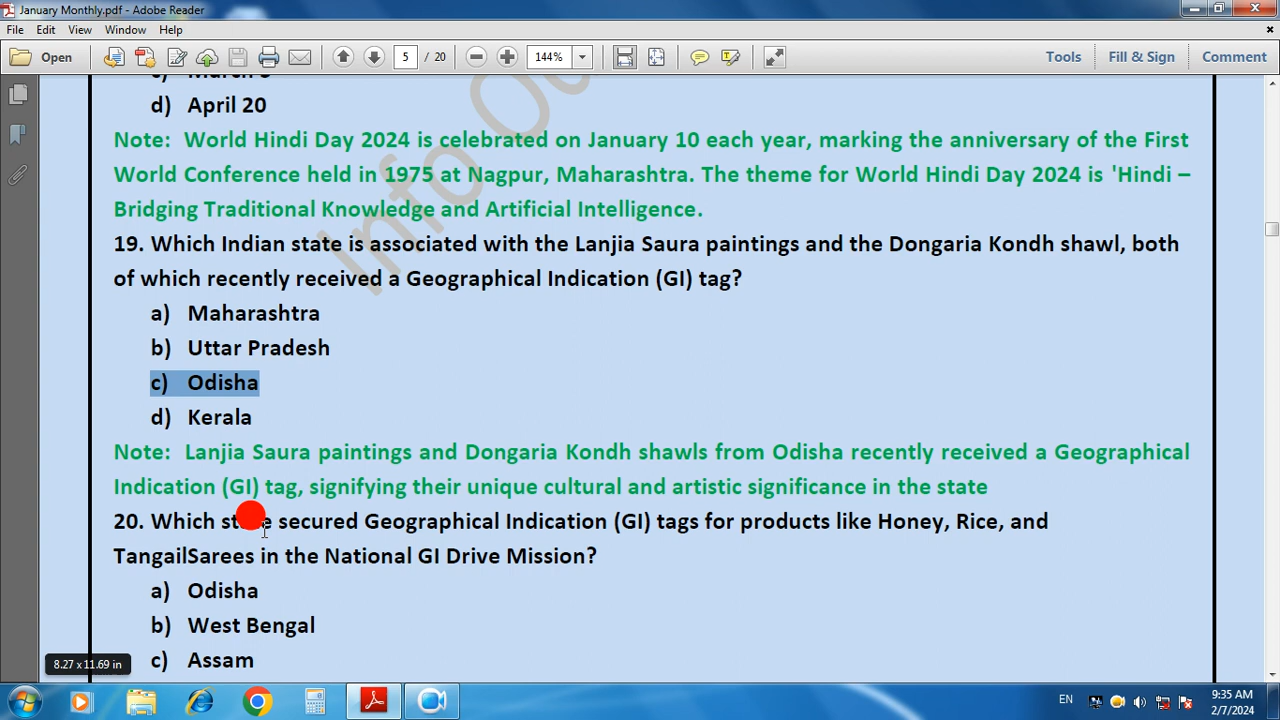 January Monthly.pdf - Adobe Reader
File Edit View Window Help
Open 5 / 20 144% Tools Fill & Sign Comment
d) April 20
Note: World Hindi Day 2024 is celebrated on January 10 each year, marking the anniversary of the First
World Conference held in 1975 at Nagpur, Maharashtra. The theme for World Hindi Day 2024 is 'Hindi –
Bridging Traditional Knowledge and Artificial Intelligence.
19. Which Indian state is associated with the Lanjia Saura paintings and the Dongaria Kondh shawl, both
of which recently received a Geographical Indication (GI) tag?
a) Maharashtra
b) Uttar Pradesh
c) Odisha
d) Kerala
Note: Lanjia Saura paintings and Dongaria Kondh shawls from Odisha recently received a Geographical
Indication (GI) tag, signifying their unique cultural and artistic significance in the state
20. Which state secured Geographical Indication (GI) tags for products like Honey, Rice, and
TangailSarees in the National GI Drive Mission?
a) Odisha
b) West Bengal
c) Assam
8.27 x 11.69 in
EN 9:35 AM
2/7/2024